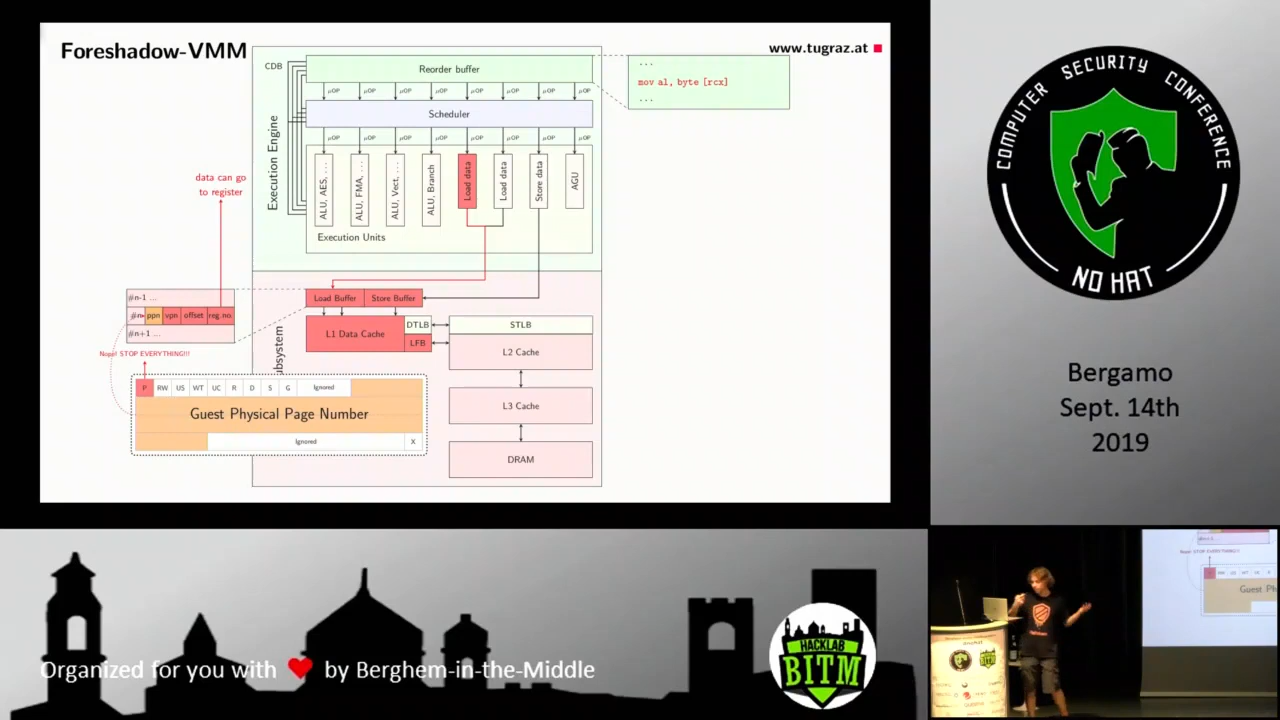 Foreshadow-VMM
www.tugraz.at
CDB
Reorder buffer
...
mov al, byte [rcx]
...
μOP μOP μOP μOP μOP μOP μOP μOP
Scheduler
μOP μOP μOP μOP μOP μOP μOP μOP
Execution Engine
ALU, AES, ...
ALU, FMA, ...
ALU, Vect, ...
ALU, Branch
Load data
Load data
Store data
AGU
Execution Units
data can go
to register
#n-1 ...
#n ppn vpn offset reg.no.
#n+1 ...
Load Buffer
Store Buffer
L1 Data Cache
DTLB
STLB
LFB
L2 Cache
L3 Cache
DRAM
ubsystem
Nope! STOP EVERYTHING!!!
P RW US WT UC R D S G Ignored
Guest Physical Page Number
Ignored X
COMPUTER SECURITY CONFERENCE
NO HAT
Bergamo
Sept. 14th
2019
Organized for you with ❤ by Berghem-in-the-Middle
HACKLAB
BITM